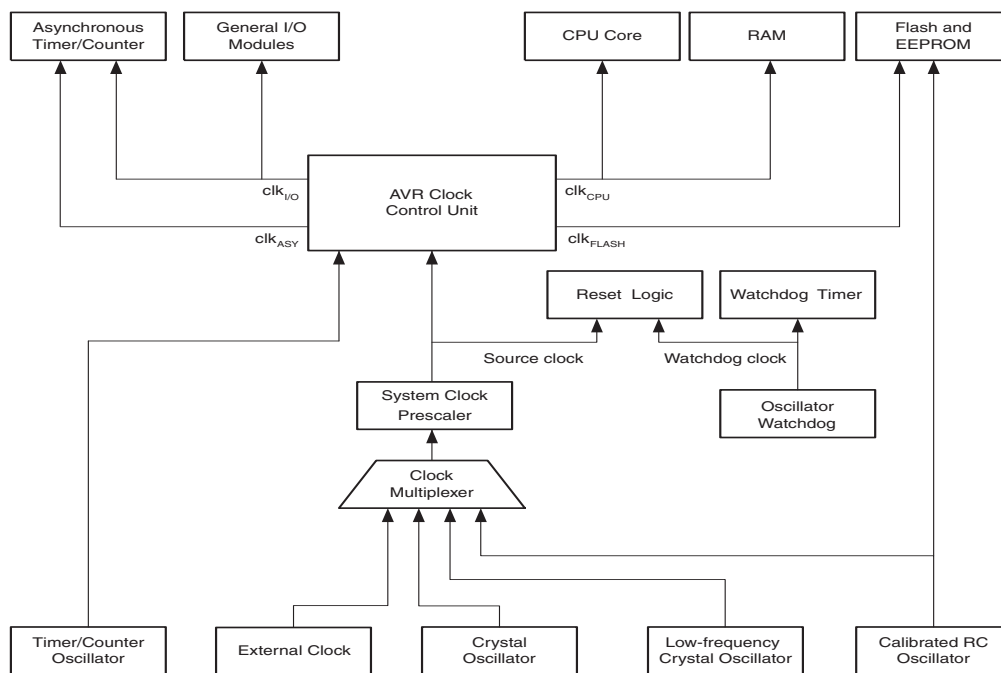 Asynchronous
Timer/Counter
General I/O
Modules
CPU Core
RAM
Flash and
EEPROM
clkI/O
AVR Clock
Control Unit
clkCPU
clkASY
clkFLASH
Reset Logic
Watchdog Timer
Source clock
Watchdog clock
System Clock
Prescaler
Oscillator
Watchdog
Clock
Multiplexer
Timer/Counter
Oscillator
External Clock
Crystal
Oscillator
Low-frequency
Crystal Oscillator
Calibrated RC
Oscillator